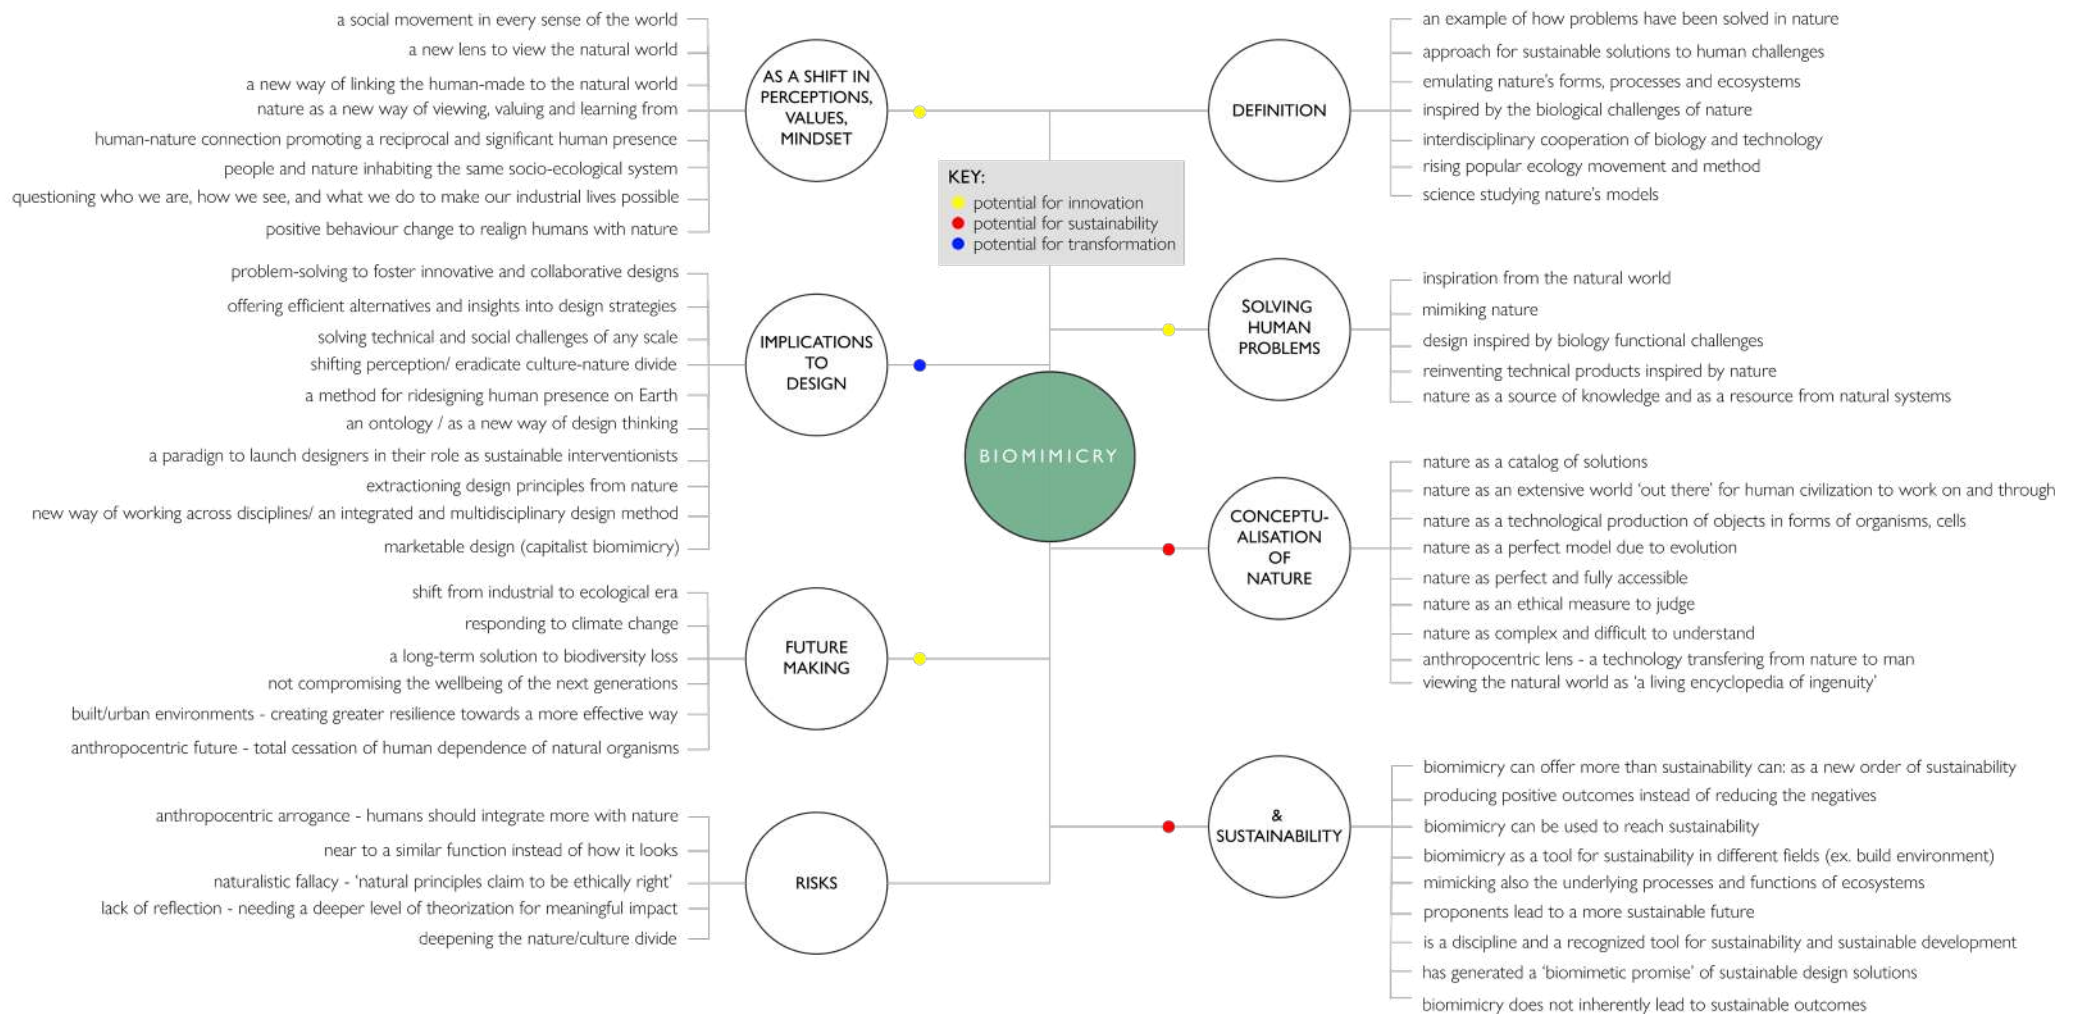 a social movement in every sense of the world
a new lens to view the natural world
a new way of linking the human-made to the natural world
nature as a new way of viewing, valuing and learning from
human-nature connection promoting a reciprocal and significant human presence
people and nature inhabiting the same socio-ecological system
questioning who we are, how we see, and what we do to make our industrial lives possible
positive behaviour change to realign humans with nature
AS A SHIFT IN
PERCEPTIONS,
VALUES,
MINDSET
problem-solving to foster innovative and collaborative designs
offering efficient alternatives and insights into design strategies
solving technical and social challenges of any scale
shifting perception/ eradicate culture-nature divide
a method for ridesigning human presence on Earth
an ontology / as a new way of design thinking
a paradign to launch designers in their role as sustainable interventionists
extractioning design principles from nature
new way of working across disciplines/ an integrated and multidisciplinary design method
marketable design (capitalist biomimicry)
IMPLICATIONS
TO
DESIGN
shift from industrial to ecological era
responding to climate change
a long-term solution to biodiversity loss
not compromising the wellbeing of the next generations
built/urban environments - creating greater resilience towards a more effective way
anthropocentric future - total cessation of human dependence of natural organisms
FUTURE
MAKING
anthropocentric arrogance - humans should integrate more with nature
near to a similar function instead of how it looks
naturalistic fallacy - ‘natural principles claim to be ethically right’
lack of reflection - needing a deeper level of theorization for meaningful impact
deepening the nature/culture divide
RISKS
KEY:
potential for innovation
potential for sustainability
potential for transformation
BIOMIMICRY
DEFINITION
an example of how problems have been solved in nature
approach for sustainable solutions to human challenges
emulating nature’s forms, processes and ecosystems
inspired by the biological challenges of nature
interdisciplinary cooperation of biology and technology
rising popular ecology movement and method
science studying nature’s models
SOLVING
HUMAN
PROBLEMS
inspiration from the natural world
mimiking nature
design inspired by biology functional challenges
reinventing technical products inspired by nature
nature as a source of knowledge and as a resource from natural systems
CONCEPTU-
ALISATION
OF
NATURE
nature as a catalog of solutions
nature as an extensive world ‘out there’ for human civilization to work on and through
nature as a technological production of objects in forms of organisms, cells
nature as a perfect model due to evolution
nature as perfect and fully accessible
nature as an ethical measure to judge
nature as complex and difficult to understand
anthropocentric lens - a technology transfering from nature to man
viewing the natural world as ‘a living encyclopedia of ingenuity’
&
SUSTAINABILITY
biomimicry can offer more than sustainability can: as a new order of sustainability
producing positive outcomes instead of reducing the negatives
biomimicry can be used to reach sustainability
biomimicry as a tool for sustainability in different fields (ex. build environment)
mimicking also the underlying processes and functions of ecosystems
proponents lead to a more sustainable future
is a discipline and a recognized tool for sustainability and sustainable development
has generated a ‘biomimetic promise’ of sustainable design solutions
biomimicry does not inherently lead to sustainable outcomes